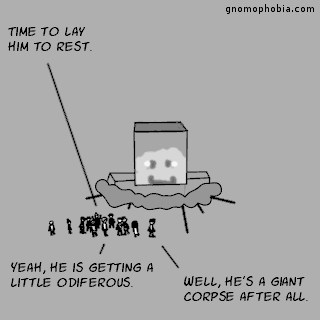 gnomophobia.com
TIME TO LAY
HIM TO REST.
YEAH, HE IS GETTING A
LITTLE ODIFEROUS.
WELL, HE'S A GIANT
CORPSE AFTER ALL.